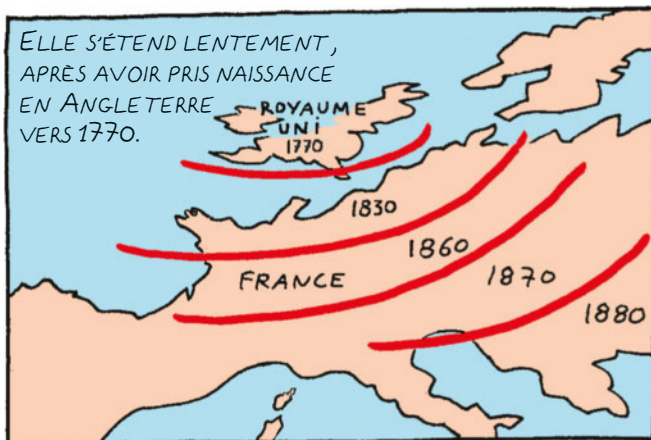 ELLE S'ÉTEND LENTEMENT,
APRÈS AVOIR PRIS NAISSANCE
EN ANGLETERRE
VERS 1770.
ROYAUME
UNi
1770
1830
1860
FRANCE
1870
1880